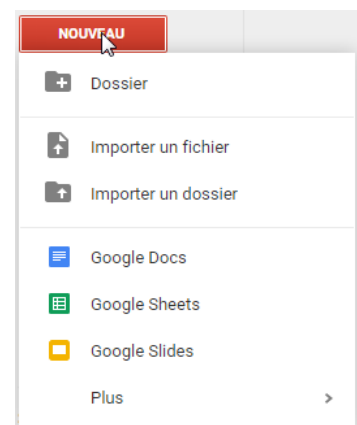 NOUVEAU
Dossier
Importer un fichier
Importer un dossier
Google Docs
Google Sheets
Google Slides
Plus